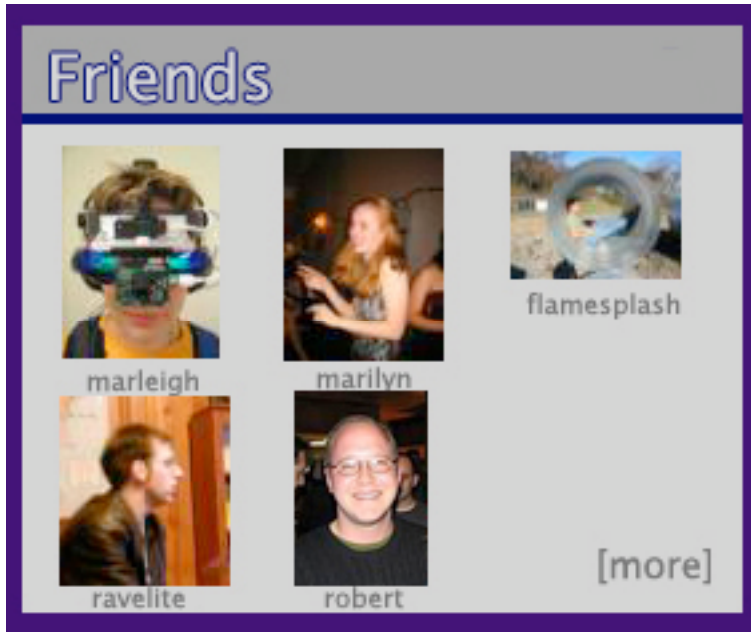 Friends
marleigh
marilyn
flamesplash
ravelite
robert
[more]